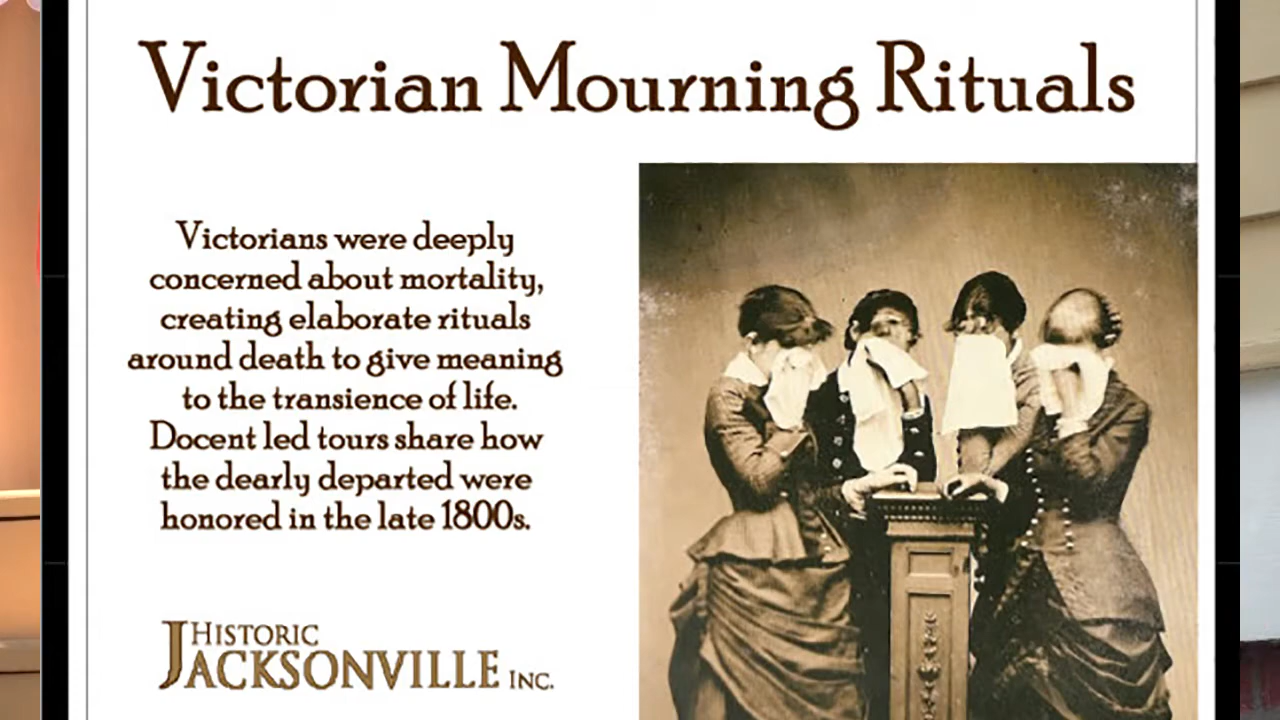 Victorian Mourning Rituals
Victorians were deeply
concerned about mortality,
creating elaborate rituals
around death to give meaning
to the transience of life.
Docent led tours share how
the dearly departed were
honored in the late 1800s.
HISTORIC
JACKSONVILLE INC.